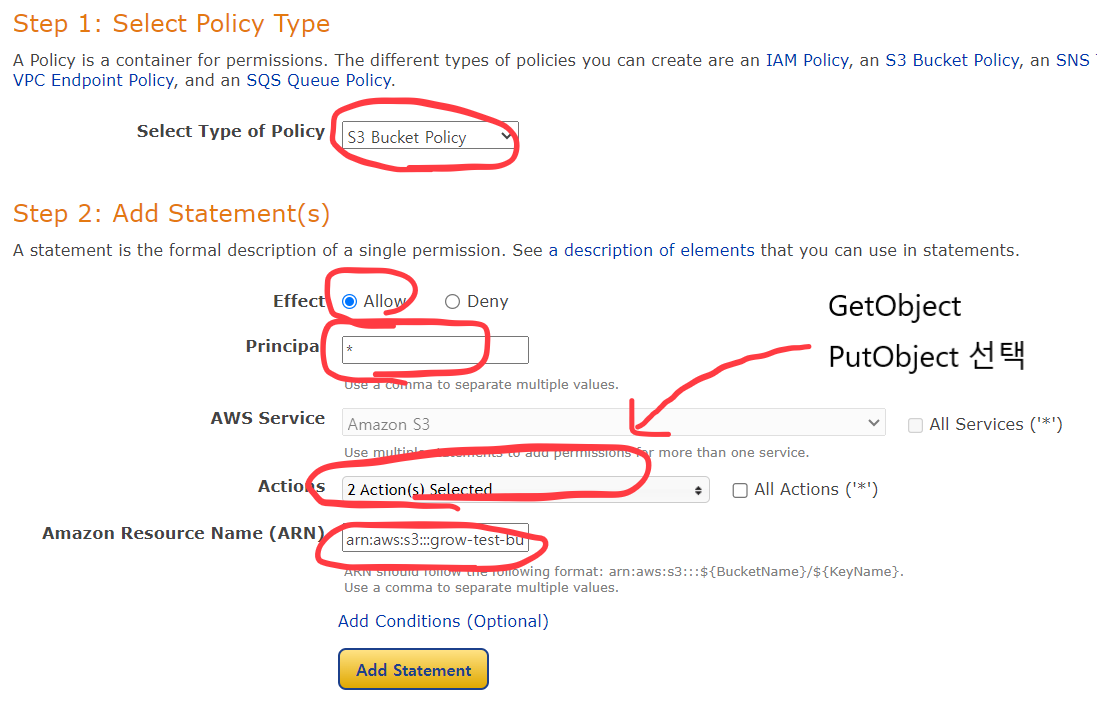 Step 1: Select Policy Type
A Policy is a container for permissions. The different types of policies you can create are an IAM Policy, an S3 Bucket Policy, an SNS
VPC Endpoint Policy, and an SQS Queue Policy.
Select Type of Policy S3 Bucket Policy
Step 2: Add Statement(s)
A statement is the formal description of a single permission. See a description of elements that you can use in statements.
Effect Allow Deny
GetObject
PutObject 선택
Principa *
Use a comma to separate multiple values.
AWS Service Amazon S3 All Services ('*')
Use multiple statements to add permissions for more than one service.
Actions 2 Action(s) Selected All Actions ('*')
Amazon Resource Name (ARN) arn:aws:s3:::grow-test-bu
ARN should follow the following format: arn:aws:s3:::${BucketName}/${KeyName}.
Use a comma to separate multiple values.
Add Conditions (Optional)
Add Statement